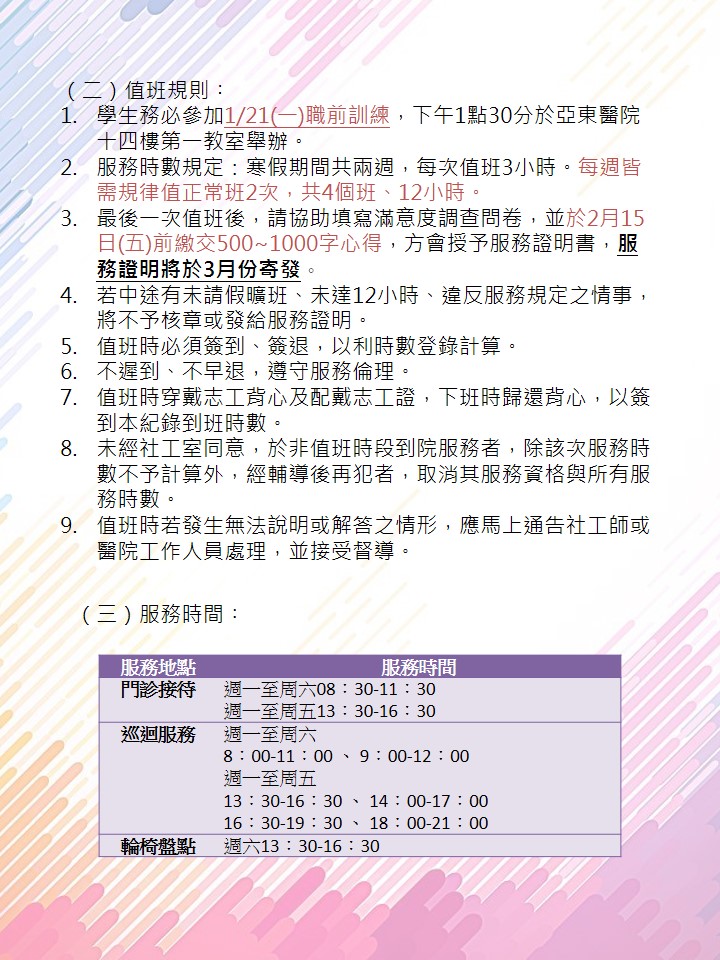 （二）值班規則：
1. 學生務必參加1/21(一)職前訓練，下午1點30分於亞東醫院
十四樓第一教室舉辦。
2. 服務時數規定：寒假期間共兩週，每次值班3小時。每週皆
需規律值正常班2次，共4個班、12小時。
3. 最後一次值班後，請協助填寫滿意度調查問卷，並於2月15
日(五)前繳交500~1000字心得，方會授予服務證明書，服
務證明將於3月份寄發。
4. 若中途有未請假曠班、未達12小時、違反服務規定之情事，
將不予核章或發給服務證明。
5. 值班時必須簽到、簽退，以利時數登錄計算。
6. 不遲到、不早退，遵守服務倫理。
7. 值班時穿戴志工背心及配戴志工證，下班時歸還背心，以簽
到本紀錄到班時數。
8. 未經社工室同意，於非值班時段到院服務者，除該次服務時
數不予計算外，經輔導後再犯者，取消其服務資格與所有服
務時數。
9. 值班時若發生無法說明或解答之情形，應馬上通告社工師或
醫院工作人員處理，並接受督導。
（三）服務時間：
服務地點 服務時間
門診接待 週一至周六08：30-11：30
週一至周五13：30-16：30
巡迴服務 週一至周六
8：00-11：00 、 9：00-12：00
週一至周五
13：30-16：30 、 14：00-17：00
16：30-19：30 、 18：00-21：00
輪椅盤點 週六13：30-16：30